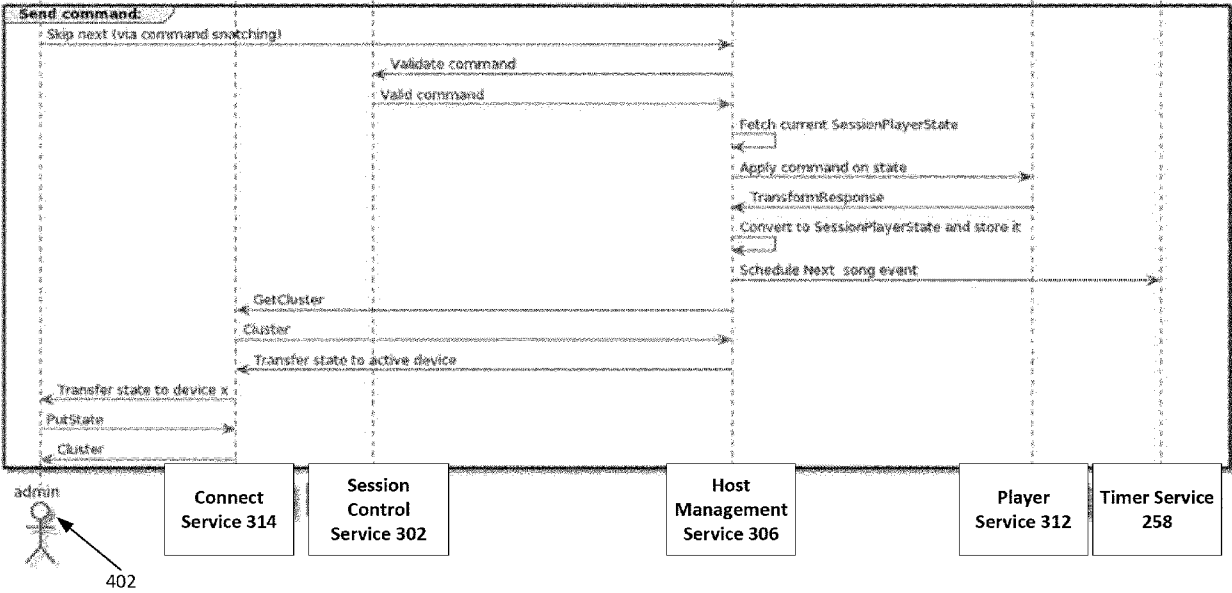 Send command:
Skip next (via command snatching)
Validate command
Valid command
Fetch current SessionPlayerState
Apply command on state
TransformResponse
Convert to SessionPlayerState and store it
Schedule Next song event
GetCluster
Cluster
Transfer state to active device
Transfer state to device x
PutState
Cluster
admin
Connect
Service 314
Session
Control
Service 302
Host
Management
Service 306
Player
Service 312
Timer Service
258
402